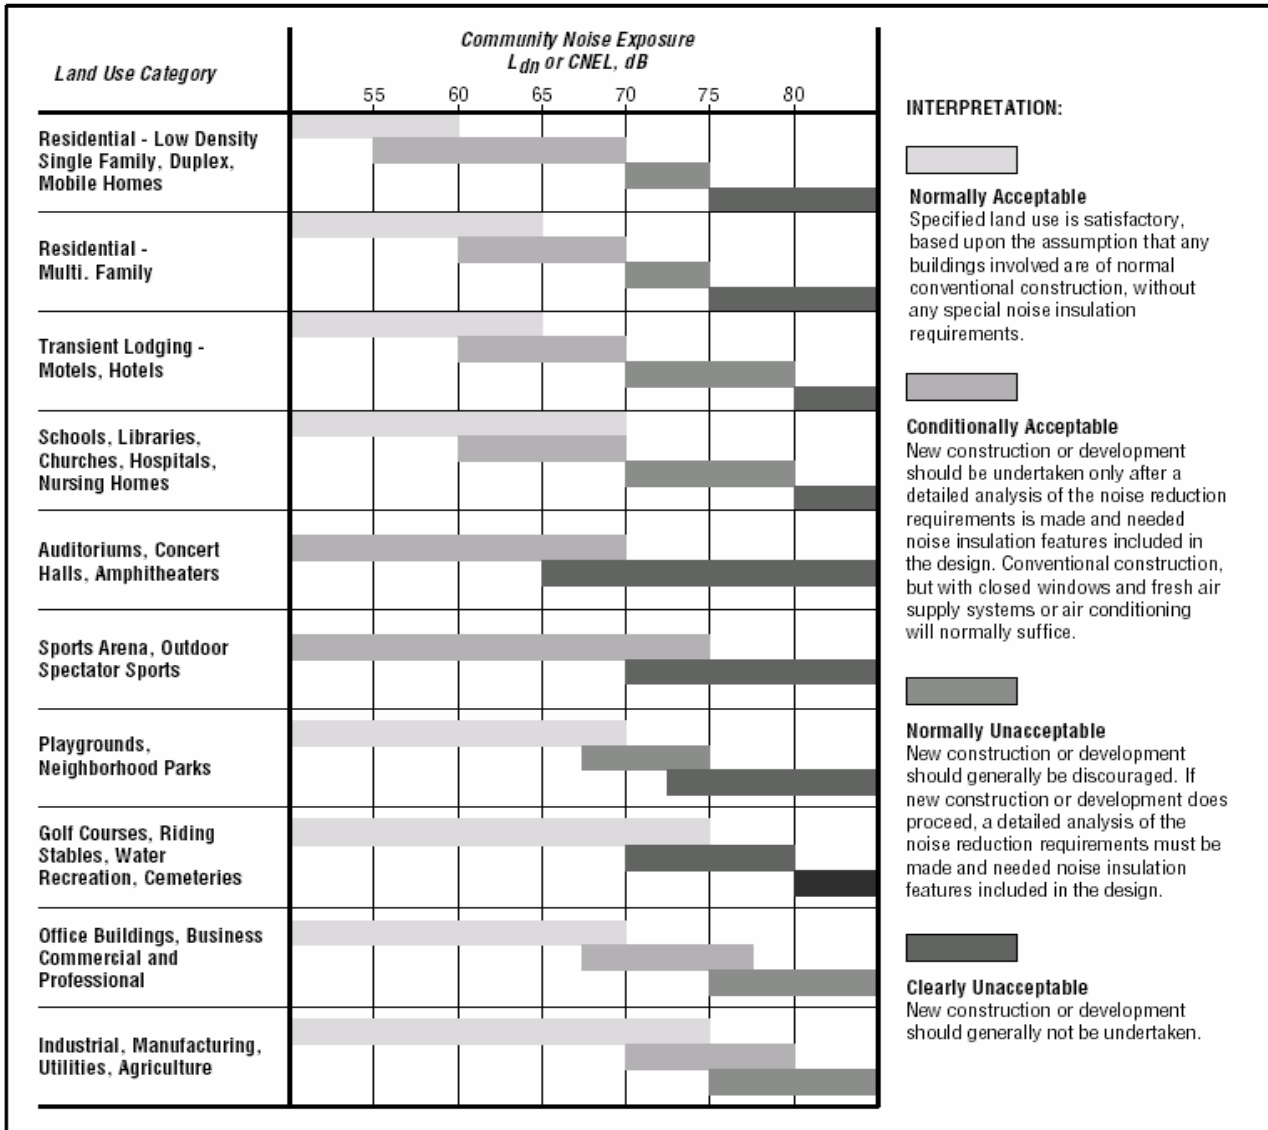 Community Noise Exposure
Ldn or CNEL, dB
Land Use Category
55 60 65 70 75 80
Residential - Low Density
Single Family, Duplex,
Mobile Homes
Residential -
Multi. Family
Transient Lodging -
Motels, Hotels
Schools, Libraries,
Churches, Hospitals,
Nursing Homes
Auditoriums, Concert
Halls, Amphitheaters
Sports Arena, Outdoor
Spectator Sports
Playgrounds,
Neighborhood Parks
Golf Courses, Riding
Stables, Water
Recreation, Cemeteries
Office Buildings, Business
Commercial and
Professional
Industrial, Manufacturing,
Utilities, Agriculture
INTERPRETATION:
Normally Acceptable
Specified land use is satisfactory,
based upon the assumption that any
buildings involved are of normal
conventional construction, without
any special noise insulation
requirements.
Conditionally Acceptable
New construction or development
should be undertaken only after a
detailed analysis of the noise reduction
requirements is made and needed
noise insulation features included in
the design. Conventional construction,
but with closed windows and fresh air
supply systems or air conditioning
will normally suffice.
Normally Unacceptable
New construction or development
should generally be discouraged. If
new construction or development does
proceed, a detailed analysis of the
noise reduction requirements must be
made and needed noise insulation
features included in the design.
Clearly Unacceptable
New construction or development
should generally not be undertaken.